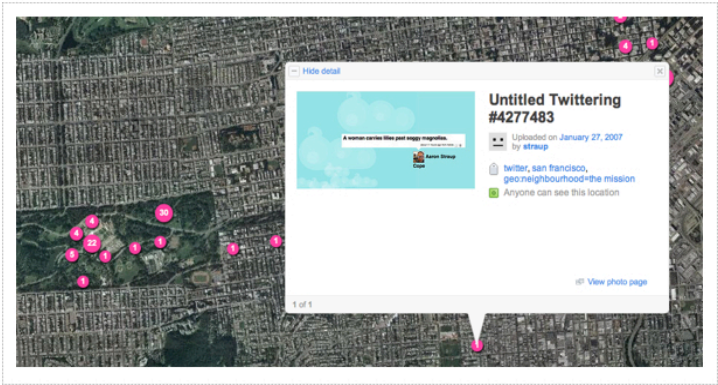 4
1
Hide detail
A woman carries lilies past soggy magnolias.
Aaron Straup
Cope
Untitled Twittering
#4277483
Uploaded on January 27, 2007
by straup
twitter, san francisco,
geo:neighbourhood=the mission
Anyone can see this location
View photo page
1 of 1
4
30
4
22
5
1
1
1
1
1
1
1